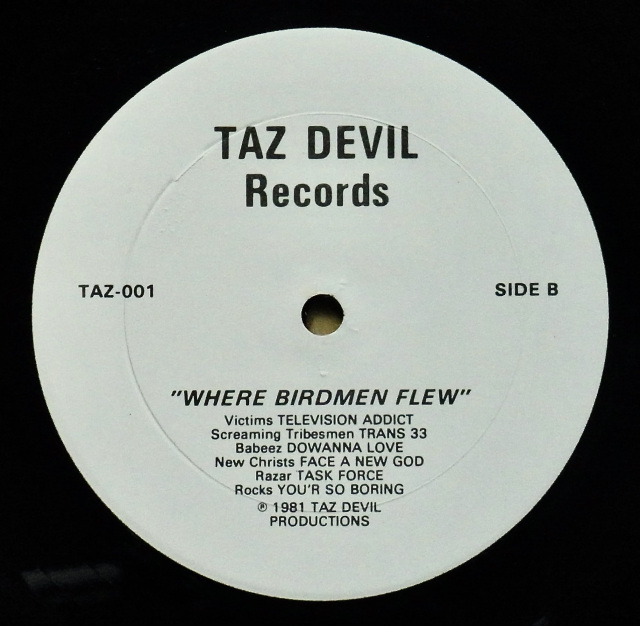 TAZ DEVIL
Records
TAZ-001
SIDE B
"WHERE BIRDMEN FLEW"
Victims TELEVISION ADDICT
Screaming Tribesmen TRANS 33
Babeez DOWANNA LOVE
New Christs FACE A NEW GOD
Razar TASK FORCE
Rocks YOU'R SO BORING
℗ 1981 TAZ DEVIL
PRODUCTIONS